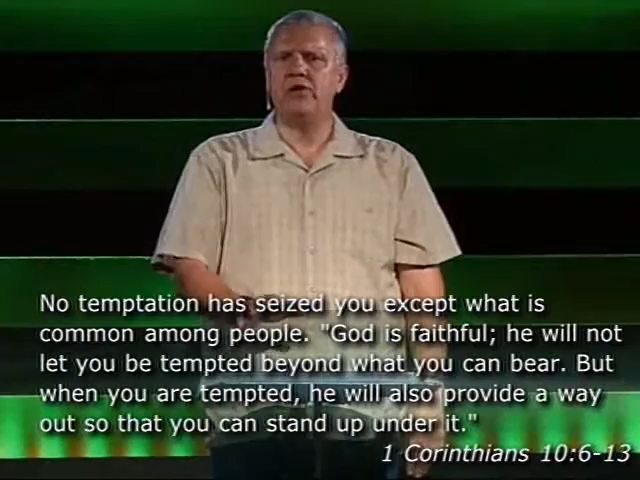 No temptation has seized you except what is
common among people. "God is faithful; he will not
let you be tempted beyond what you can bear. But
when you are tempted, he will also provide a way
out so that you can stand up under it."
1 Corinthians 10:6-13